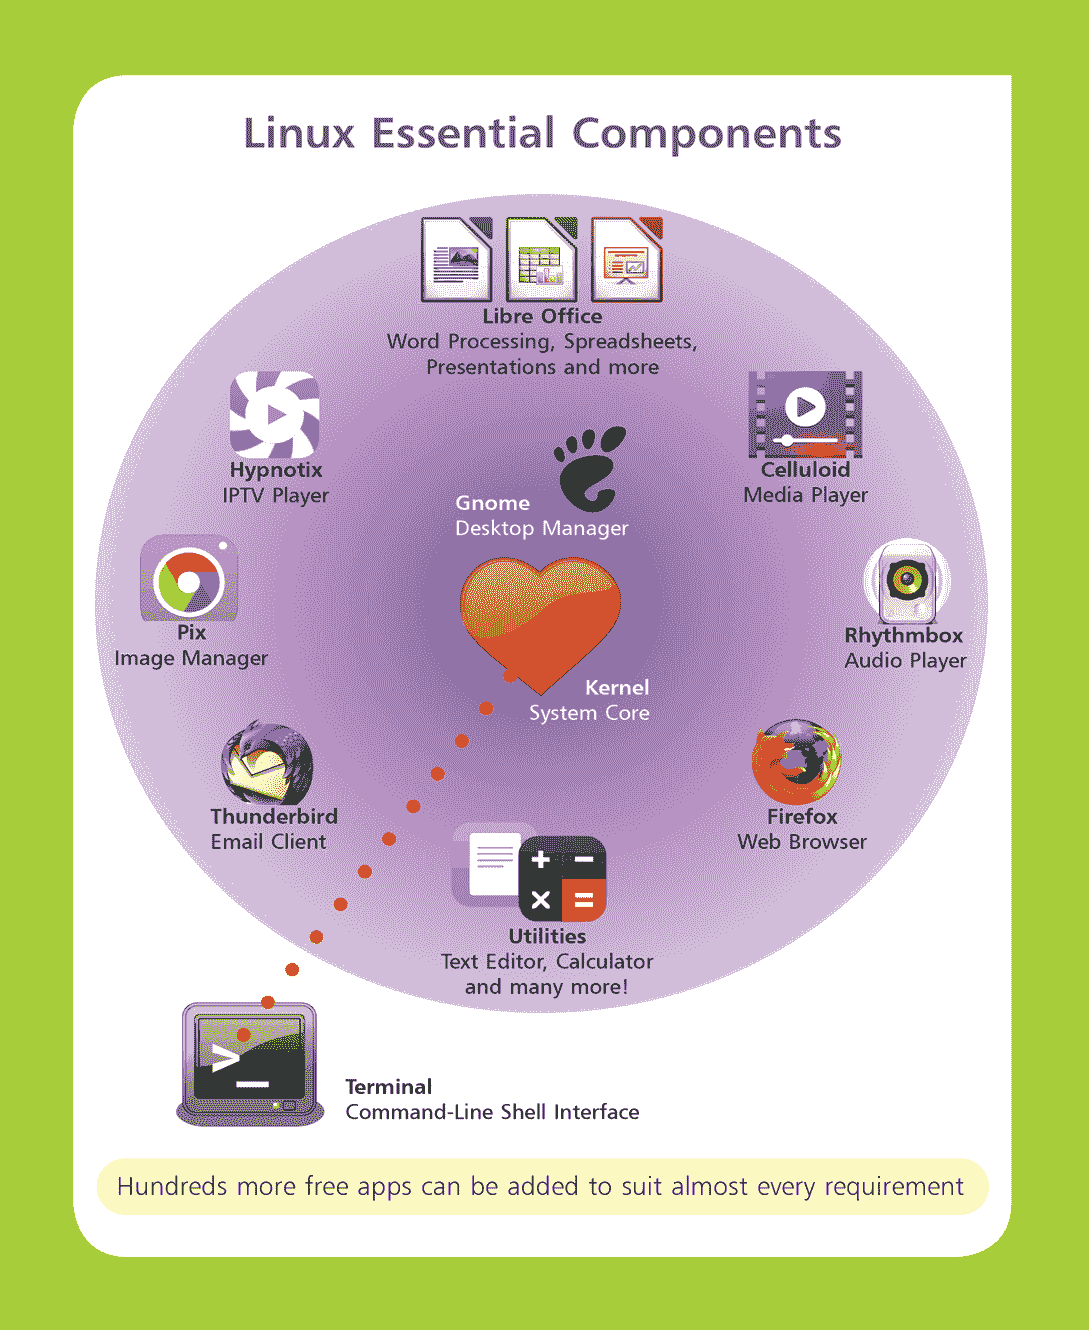 Linux Essential Components
Libre Office
Word Processing, Spreadsheets,
Presentations and more
Hypnotix
IPTV Player
Celluloid
Media Player
Gnome
Desktop Manager
Pix
Image Manager
Rhythmbox
Audio Player
Kernel
System Core
Thunderbird
Email Client
Firefox
Web Browser
Utilities
Text Editor, Calculator
and many more!
Terminal
Command-Line Shell Interface
Hundreds more free apps can be added to suit almost every requirement